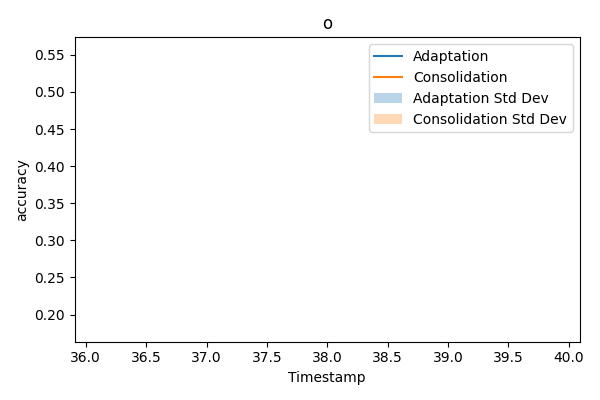 o
0.55
0.50
0.45
0.40
0.35
0.30
0.25
0.20
accuracy
Adaptation
Consolidation
Adaptation Std Dev
Consolidation Std Dev
36.0 36.5 37.0 37.5 38.0 38.5 39.0 39.5 40.0
Timestamp